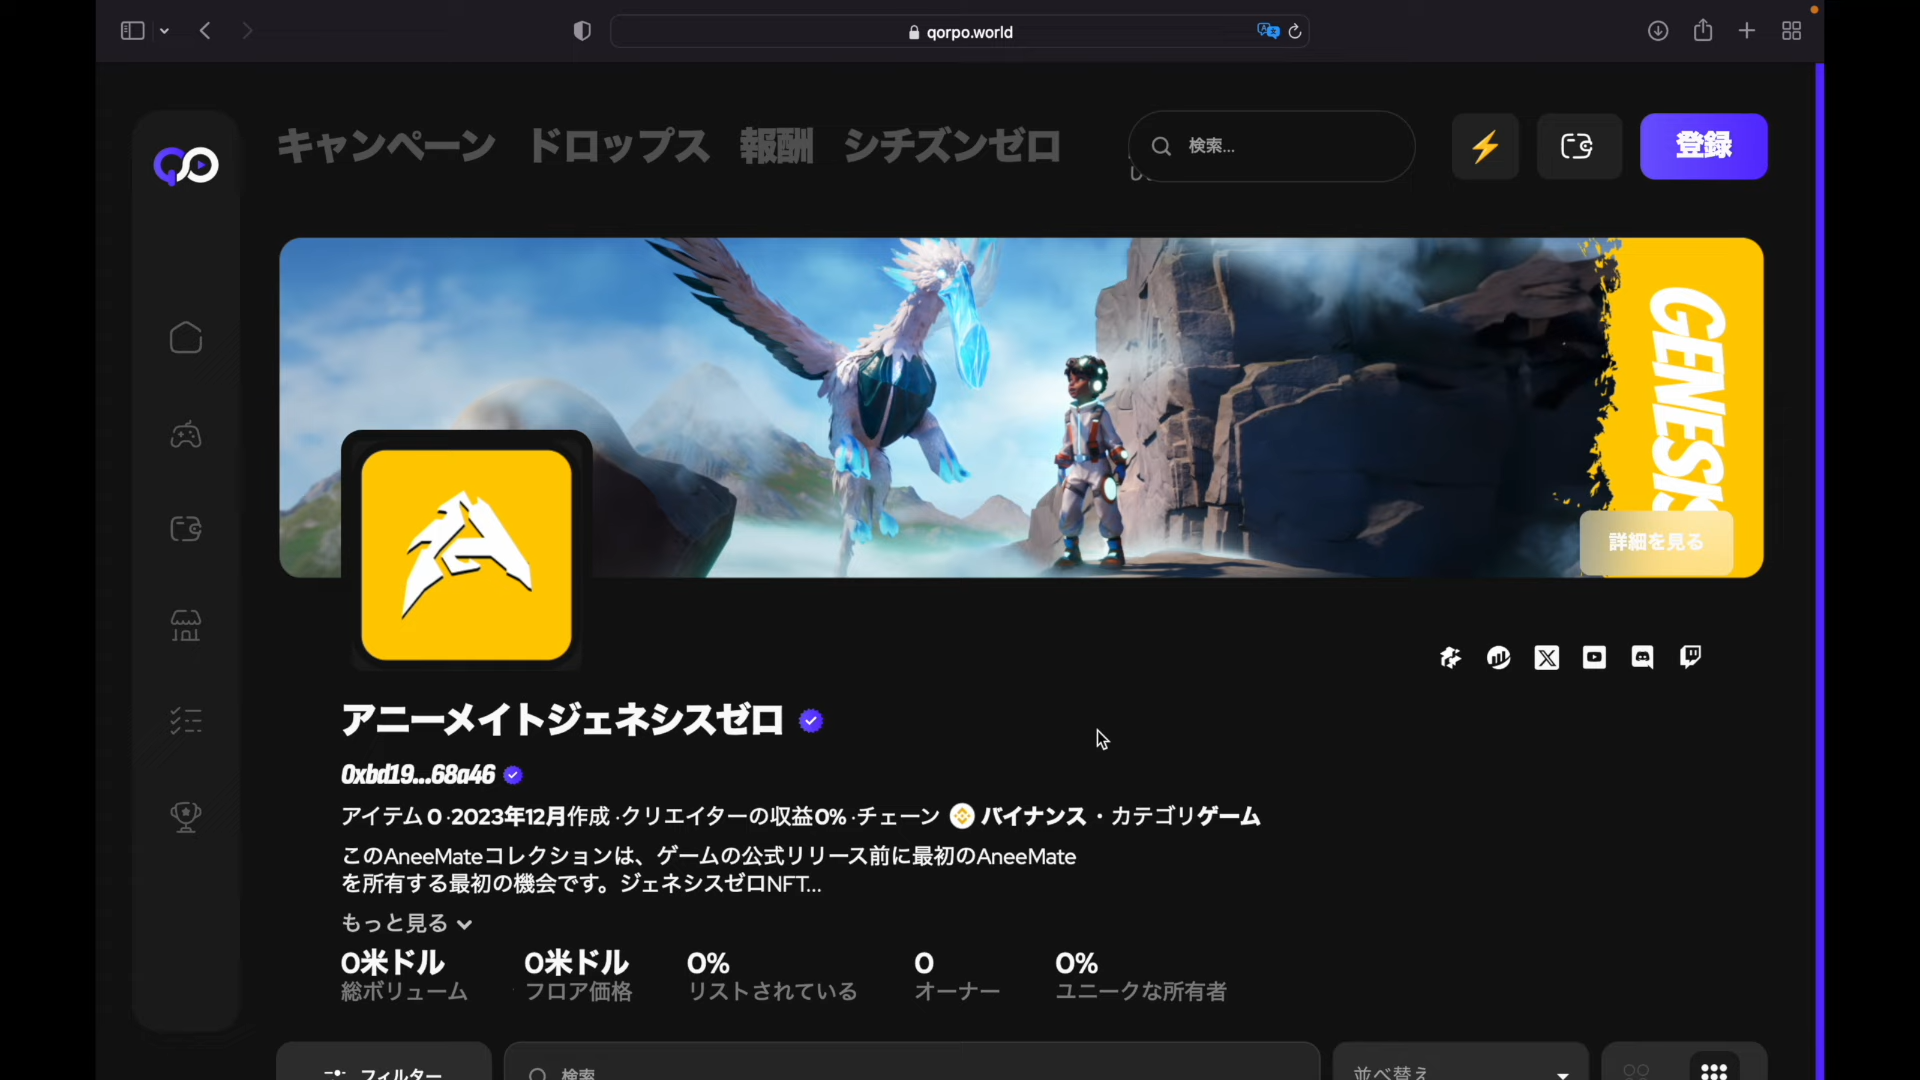 qorpo.world
キャンペーン ドロップス 報酬 シチズンゼロ
検索...
登録
GENESIS
詳細を見る
アニーメイトジェネシスゼロ
0xbd19...68a46
アイテム 0 ·2023年12月作成 ·クリエイターの収益0% ·チェーン バイナンス · カテゴリゲーム
このAneeMateコレクションは、ゲームの公式リリース前に最初のAneeMate
を所有する最初の機会です。ジェネシスゼロNFT...
もっと見る
0米ドル 0米ドル 0% 0 0%
総ボリューム フロア価格 リストされている オーナー ユニークな所有者
フィルター 検索 並べ替え